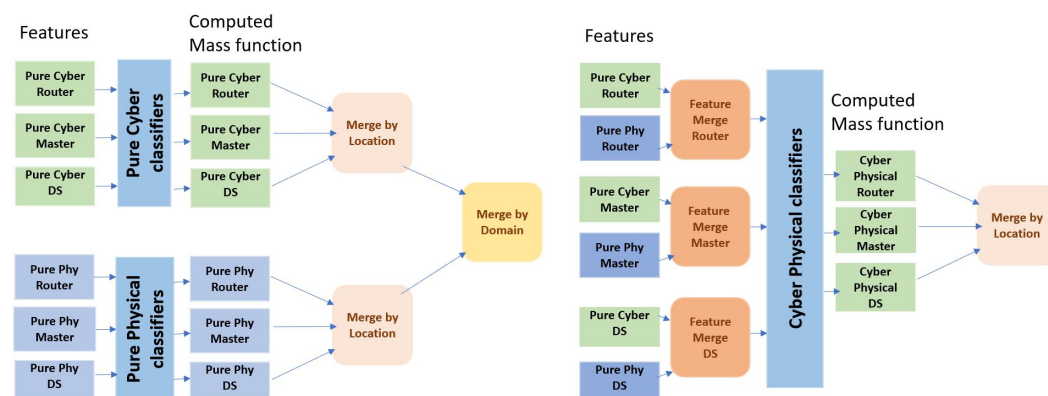 Features
Computed
Mass function
Pure Cyber
Router
Pure Cyber
Master
Pure Cyber
DS
Pure Cyber
classifiers
Pure Cyber
Router
Pure Cyber
Master
Pure Cyber
DS
Merge by
Location
Pure Phy
Router
Pure Phy
Master
Pure Phy
DS
Pure Physical
classifiers
Pure Phy
Router
Pure Phy
Master
Pure Phy
DS
Merge by
Location
Merge by
Domain
Features
Pure Cyber
Router
Pure Phy
Router
Feature
Merge
Router
Pure Cyber
Master
Pure Phy
Master
Feature
Merge
Master
Pure Cyber
DS
Pure Phy
DS
Feature
Merge
DS
Cyber Physical classifiers
Computed
Mass function
Cyber
Physical
Router
Cyber
Physical
Master
Cyber
Physical
DS
Merge by
Location